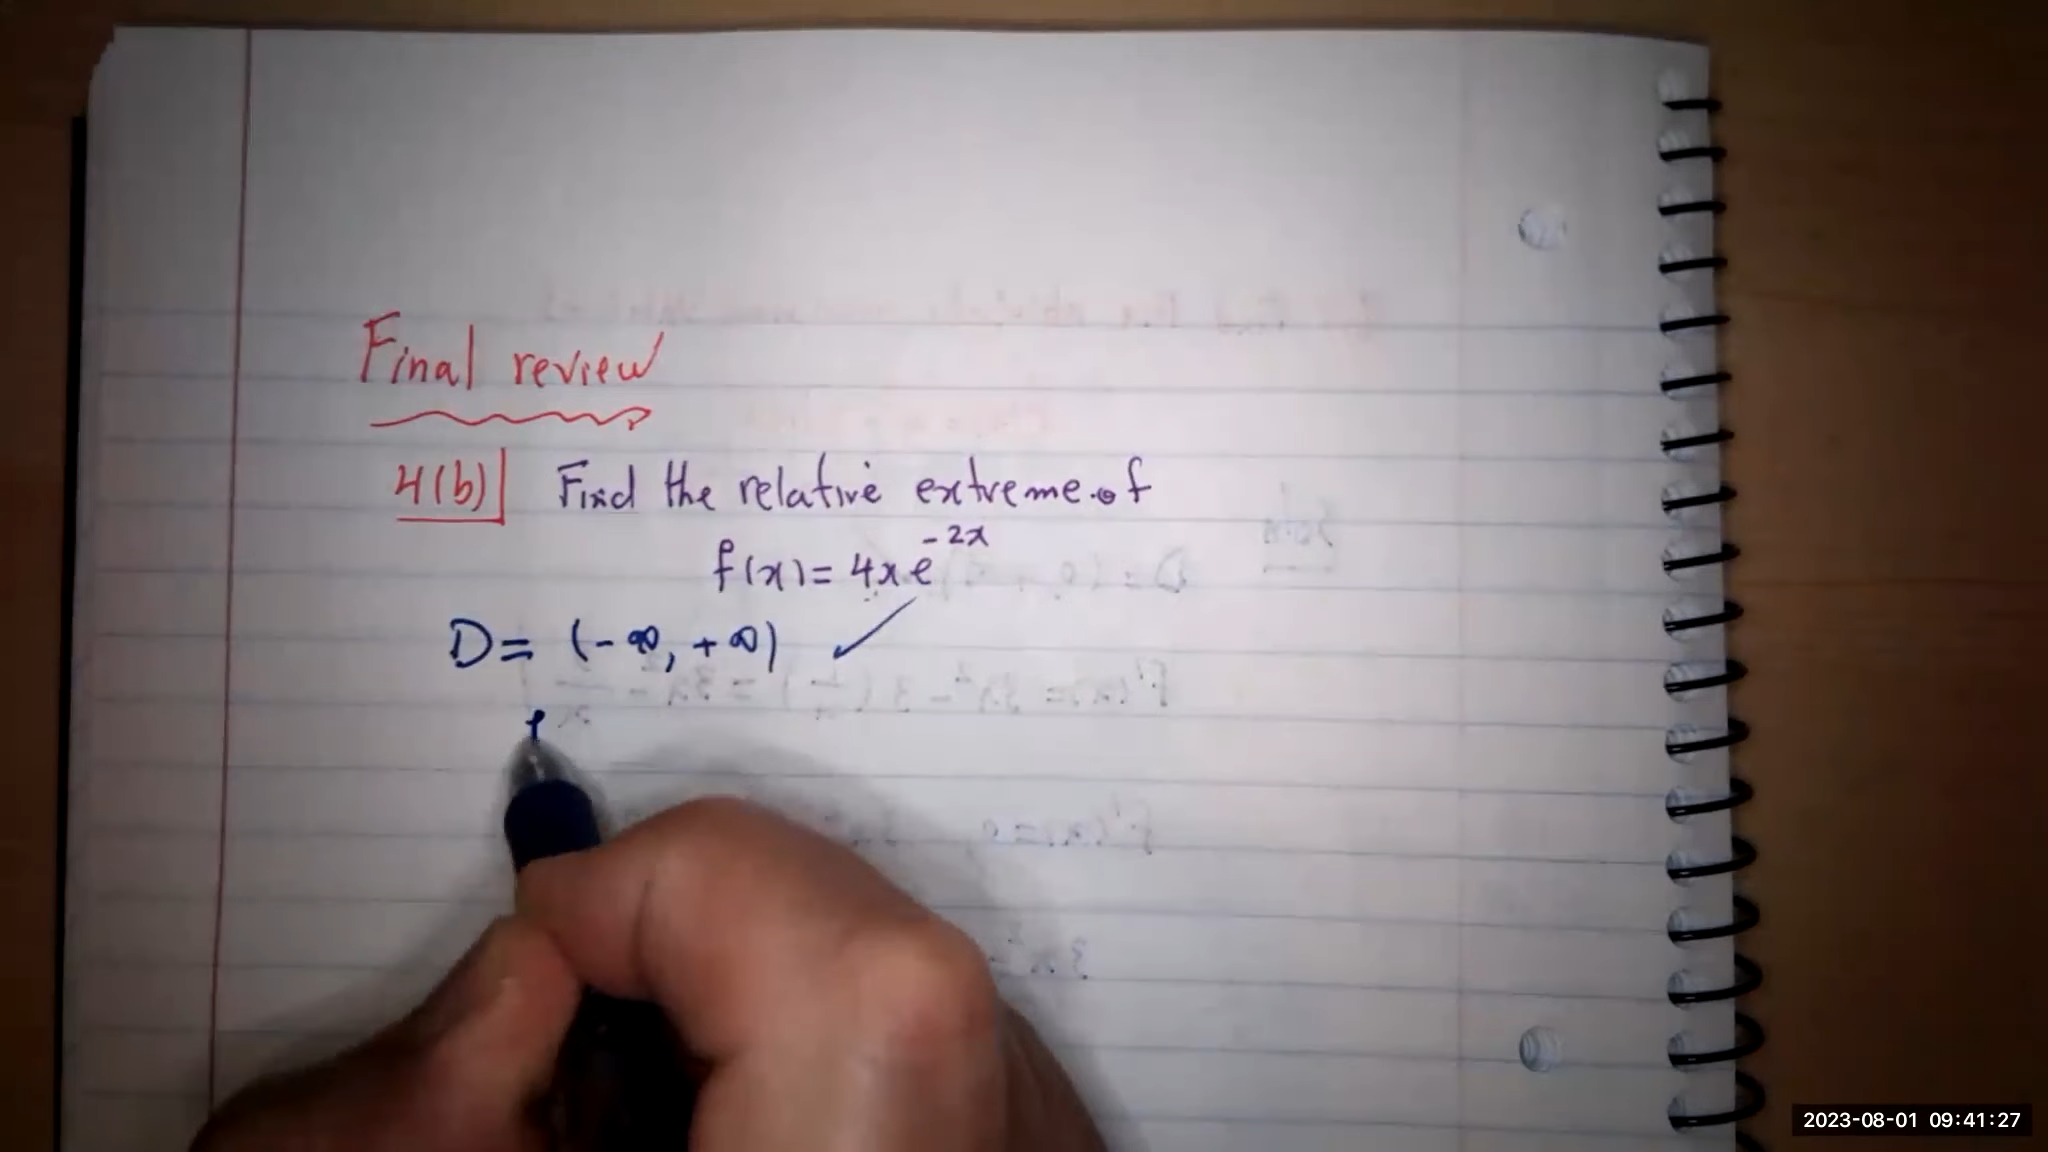 Final review
4(b) Find the relative extreme of
f(x) = 4xe^{-2x}
D = (-∞, +∞) ✓
f
2023-08-01 09:41:27